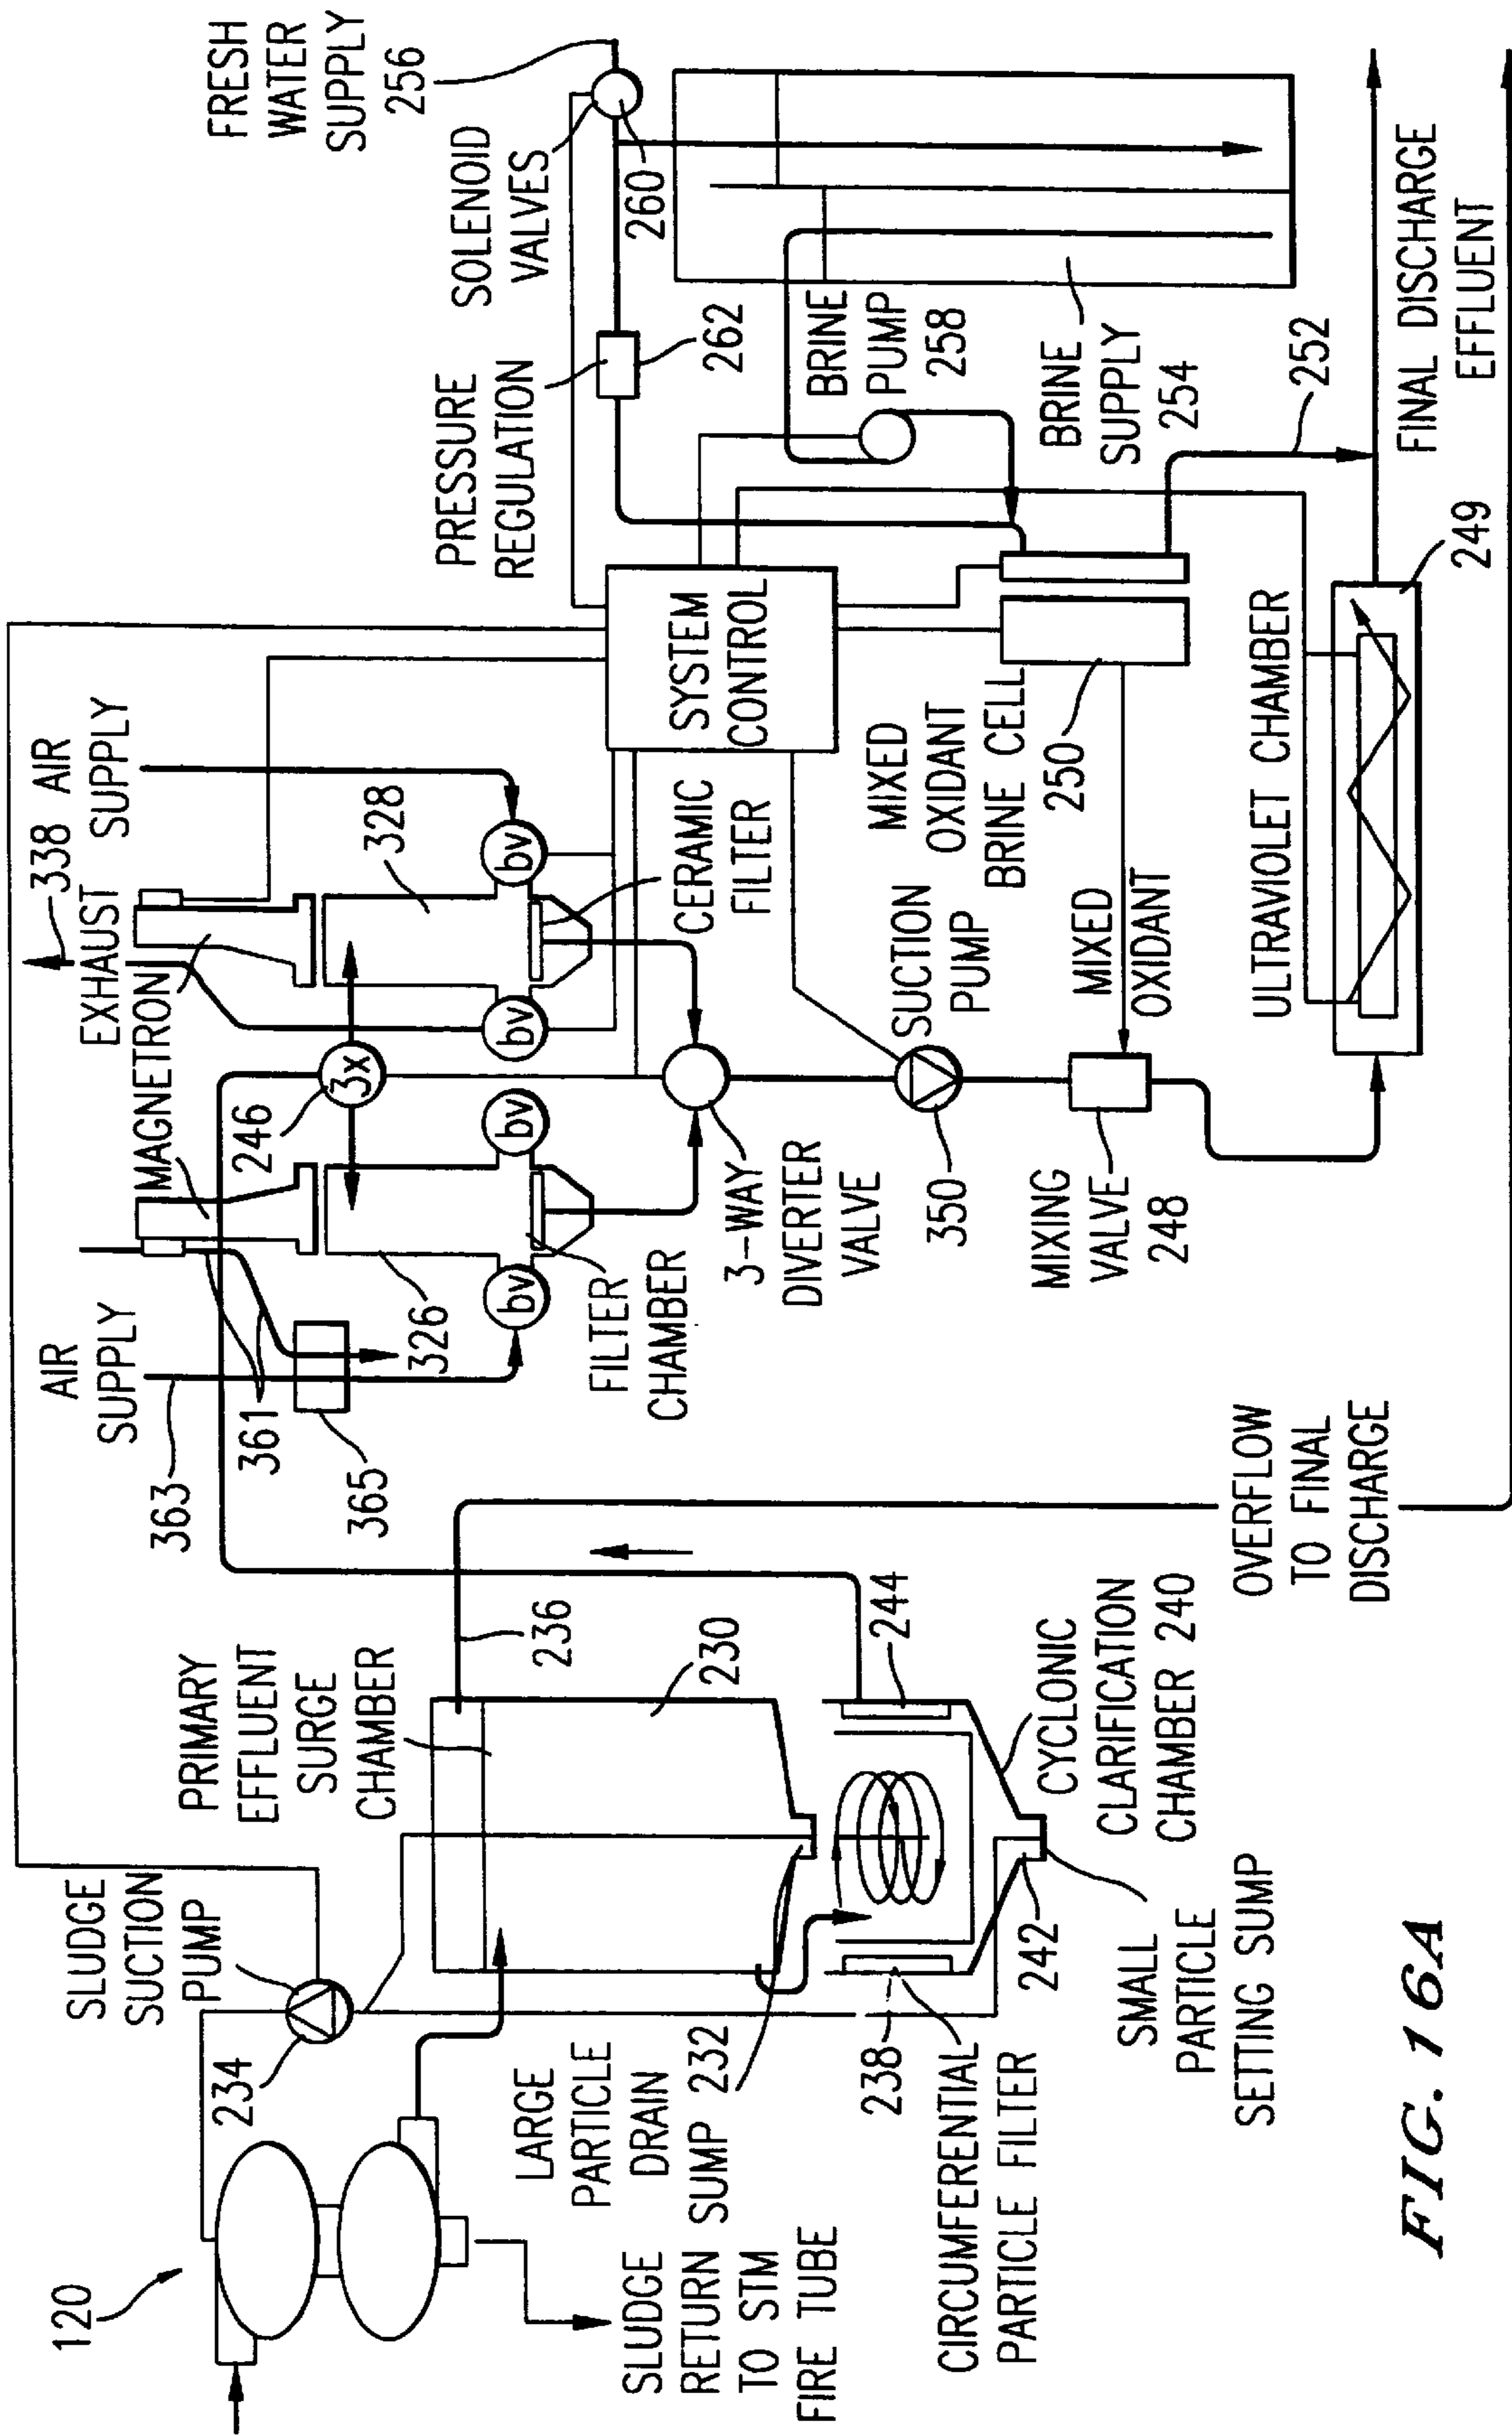 120
SLUDGE
SUCTION
PUMP
234
PRIMARY
EFFLUENT
SURGE
CHAMBER
236
230
LARGE
PARTICLE
DRAIN
SUMP 232
SLUDGE
RETURN
TO STM
FIRE TUBE
CIRCUMFERENTIAL
PARTICLE FILTER
238
SMALL
PARTICLE
SETTING SUMP
242
CYCLONIC
CLARIFICATION
CHAMBER 240
244
OVERFLOW
TO FINAL
DISCHARGE
363
361
365
AIR
SUPPLY
MAGNETRON
246
EXHAUST
338
AIR
SUPPLY
3x
bv
bv
bv
bv
326
328
FILTER
CHAMBER
CERAMIC
FILTER
3-WAY
DIVERTER
VALVE
SUCTION
PUMP
350
MIXING
VALVE
248
MIXED
OXIDANT
SYSTEM
CONTROL
MIXED
OXIDANT
BRINE CELL
250
PRESSURE
REGULATION
262
SOLENOID
VALVES
260
FRESH
WATER
SUPPLY
256
BRINE
PUMP
258
BRINE
SUPPLY
254
252
ULTRAVIOLET CHAMBER
249
FINAL DISCHARGE
EFFLUENT
FIG. 16A